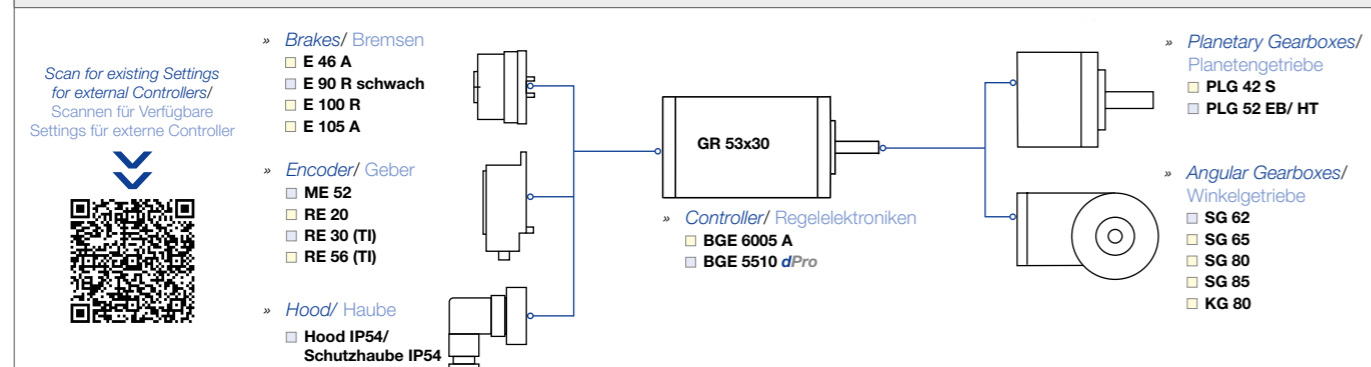 Scan for existing Settings
for external Controllers/
Scannen für Verfügbare
Settings für externe Controller
» Brakes/ Bremsen
E 46 A
E 90 R schwach
E 100 R
E 105 A
» Encoder/ Geber
ME 52
RE 20
RE 30 (TI)
RE 56 (TI)
» Hood/ Haube
Hood IP54/
Schutzhaube IP54
GR 53x30
» Controller/ Regelelektroniken
BGE 6005 A
BGE 5510 dPro
» Planetary Gearboxes/
Planetengetriebe
PLG 42 S
PLG 52 EB/ HT
» Angular Gearboxes/
Winkelgetriebe
SG 62
SG 65
SG 80
SG 85
KG 80